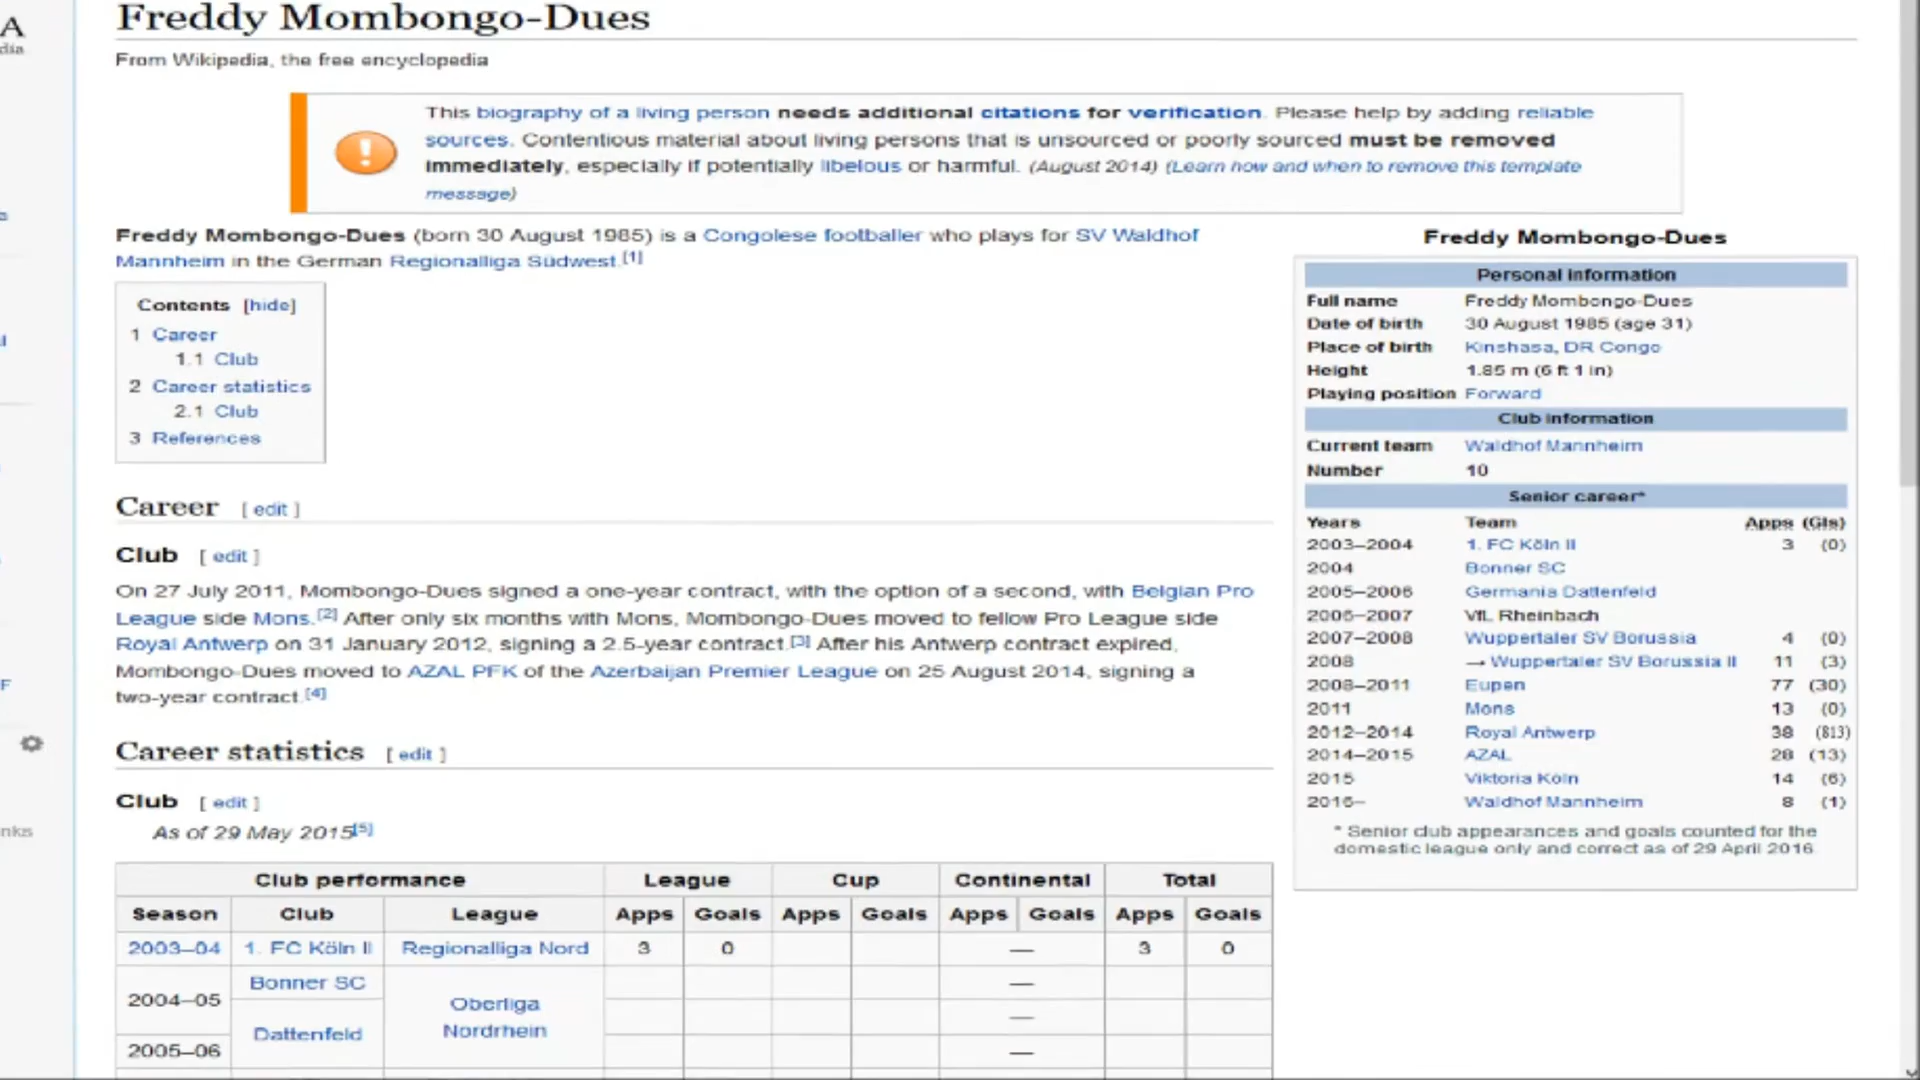 A
dia
Freddy Mombongo-Dues
From Wikipedia, the free encyclopedia
This biography of a living person needs additional citations for verification. Please help by adding reliable
sources. Contentious material about living persons that is unsourced or poorly sourced must be removed
immediately, especially if potentially libelous or harmful. (August 2014) (Learn how and when to remove this template
message)
Freddy Mombongo-Dues (born 30 August 1985) is a Congolese footballer who plays for SV Waldhof
Mannheim in the German Regionalliga Südwest.[1]
Contents [hide]
1 Career
1.1 Club
2 Career statistics
2.1 Club
3 References
Career [ edit ]
Club [ edit ]
On 27 July 2011, Mombongo-Dues signed a one-year contract, with the option of a second, with Belgian Pro
League side Mons.[2] After only six months with Mons, Mombongo-Dues moved to fellow Pro League side
Royal Antwerp on 31 January 2012, signing a 2.5-year contract.[3] After his Antwerp contract expired,
Mombongo-Dues moved to AZAL PFK of the Azerbaijan Premier League on 25 August 2014, signing a
two-year contract.[4]
Career statistics [ edit ]
Club [ edit ]
As of 29 May 2015[5]
Club performance League Cup Continental Total
Season Club League Apps Goals Apps Goals Apps Goals Apps Goals
2003–04 1. FC Köln II Regionalliga Nord 3 0 — 3 0
2004–05 Bonner SC Oberliga Nordrhein —
Dattenfeld —
2005–06 —
Freddy Mombongo-Dues
Personal information
Full name Freddy Mombongo-Dues
Date of birth 30 August 1985 (age 31)
Place of birth Kinshasa, DR Congo
Height 1.85 m (6 ft 1 in)
Playing position Forward
Club information
Current team Waldhof Mannheim
Number 10
Senior career*
Years Team Apps (Gls)
2003–2004 1. FC Köln II 3 (0)
2004 Bonner SC
2005–2006 Germania Dattenfeld
2006–2007 VfL Rheinbach
2007–2008 Wuppertaler SV Borussia 4 (0)
2008 → Wuppertaler SV Borussia II 11 (3)
2008–2011 Eupen 77 (30)
2011 Mons 13 (0)
2012–2014 Royal Antwerp 38 (813)
2014–2015 AZAL 28 (13)
2015 Viktoria Köln 14 (6)
2016– Waldhof Mannheim 8 (1)
* Senior club appearances and goals counted for the
domestic league only and correct as of 29 April 2016
F
nks